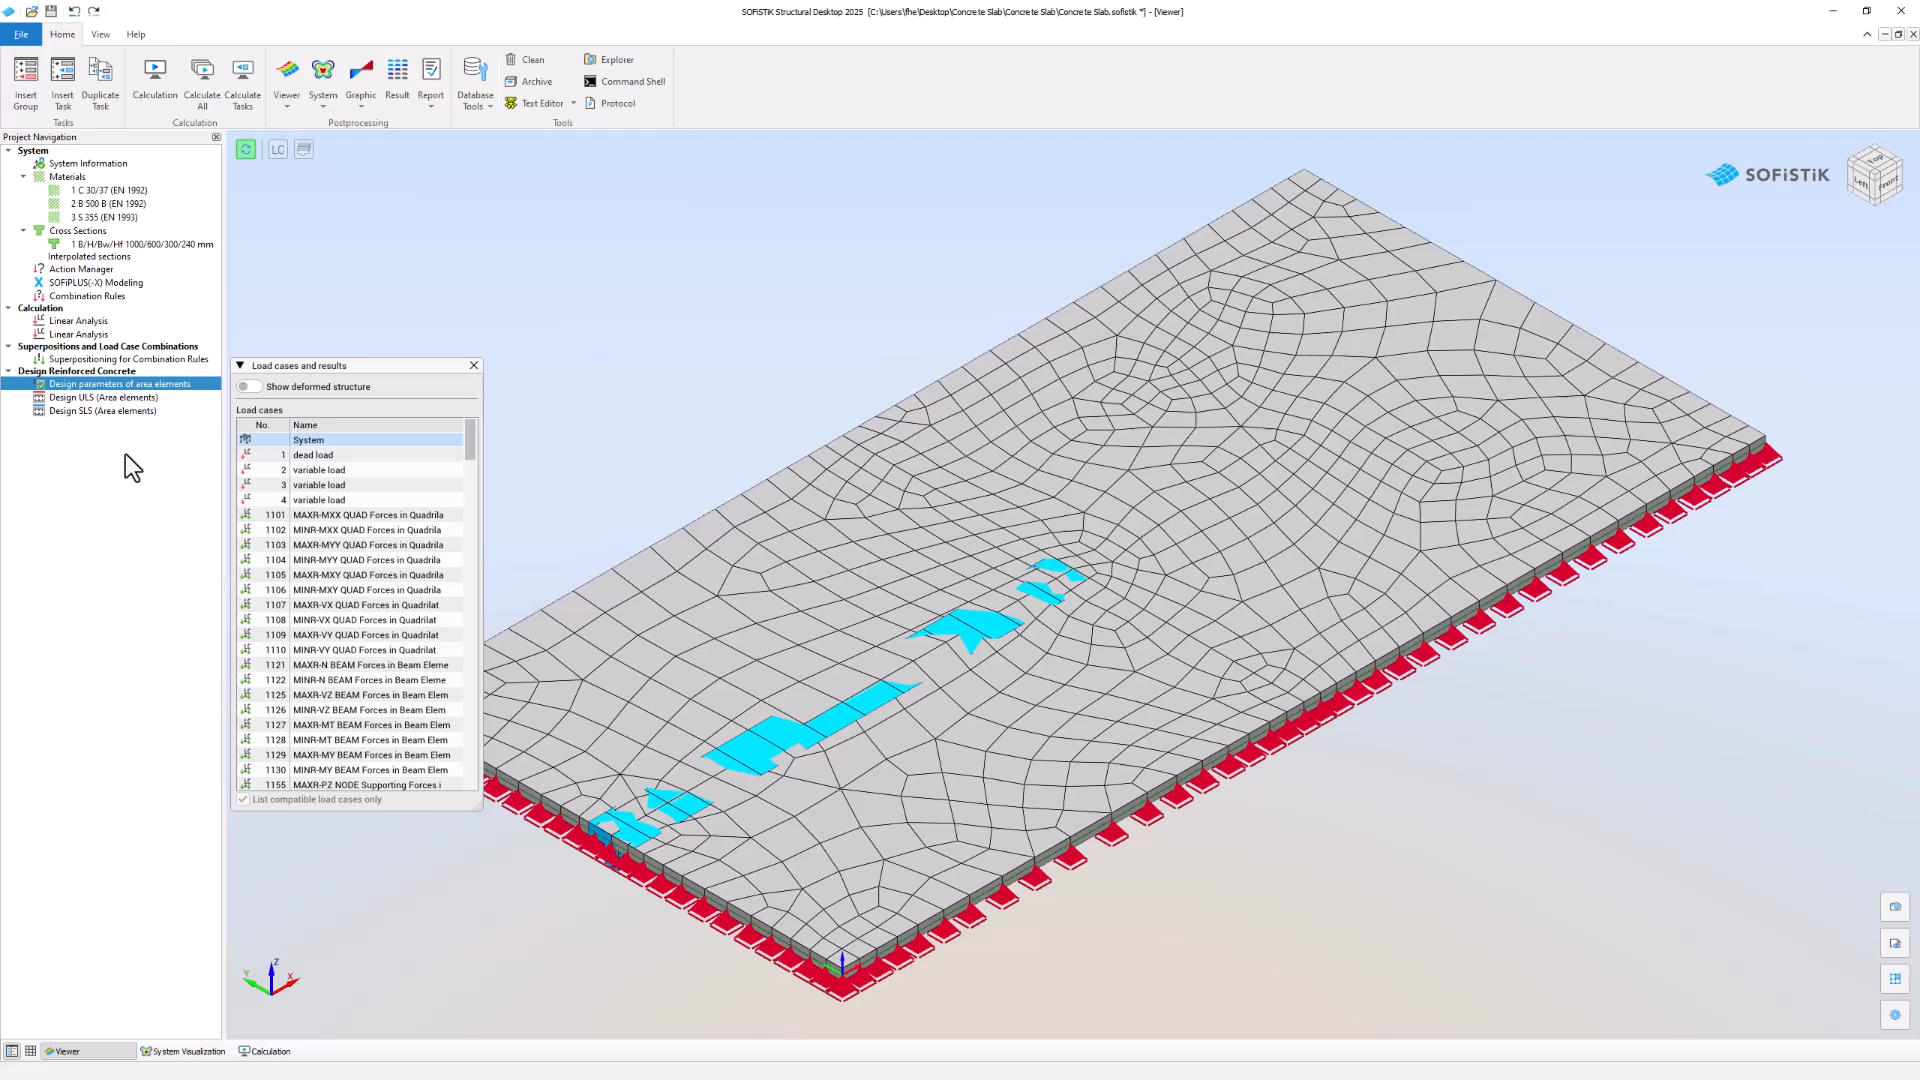 SOFiSTiK Structural Desktop 2025 [C:\Users\fhe\Desktop\Concrete Slab\Concrete Slab\Concrete Slab.sofistik *] - [Viewer]
File Home View Help
Insert Group
Insert Task
Duplicate Task
Tasks
Calculation
Calculate All
Calculate Tasks
Calculation
Viewer
System
Graphic
Result
Report
Postprocessing
Database Tools
Clean
Archive
Text Editor
Explorer
Command Shell
Protocol
Tools
Project Navigation
System
System Information
Materials
1 C 30/37 (EN 1992)
2 B 500 B (EN 1992)
3 S 355 (EN 1993)
Cross Sections
1 B/H/Bw/Hf 1000/600/300/240 mm
Interpolated sections
Action Manager
SOFiPLUS(-X) Modeling
Combination Rules
Calculation
Linear Analysis
Linear Analysis
Superpositions and Load Case Combinations
Superpositioning for Combination Rules
Design Reinforced Concrete
Design parameters of area elements
Design ULS (Area elements)
Design SLS (Area elements)
LC
SOFiSTiK
Top
Left Front
Load cases and results
Show deformed structure
Load cases
No. Name
System
1 dead load
2 variable load
3 variable load
4 variable load
1101 MAXR-MXX QUAD Forces in Quadrila
1102 MINR-MXX QUAD Forces in Quadrila
1103 MAXR-MYY QUAD Forces in Quadrila
1104 MINR-MYY QUAD Forces in Quadrila
1105 MAXR-MXY QUAD Forces in Quadrila
1106 MINR-MXY QUAD Forces in Quadrila
1107 MAXR-VX QUAD Forces in Quadrilat
1108 MINR-VX QUAD Forces in Quadrilat
1109 MAXR-VY QUAD Forces in Quadrilat
1110 MINR-VY QUAD Forces in Quadrilat
1121 MAXR-N BEAM Forces in Beam Eleme
1122 MINR-N BEAM Forces in Beam Eleme
1125 MAXR-VZ BEAM Forces in Beam Elem
1126 MINR-VZ BEAM Forces in Beam Elem
1127 MAXR-MT BEAM Forces in Beam Elem
1128 MINR-MT BEAM Forces in Beam Elem
1129 MAXR-MY BEAM Forces in Beam Elem
1130 MINR-MY BEAM Forces in Beam Elem
1155 MAXR-PZ NODE Supporting Forces i
List compatible load cases only
Z
Y X
Viewer System Visualization Calculation